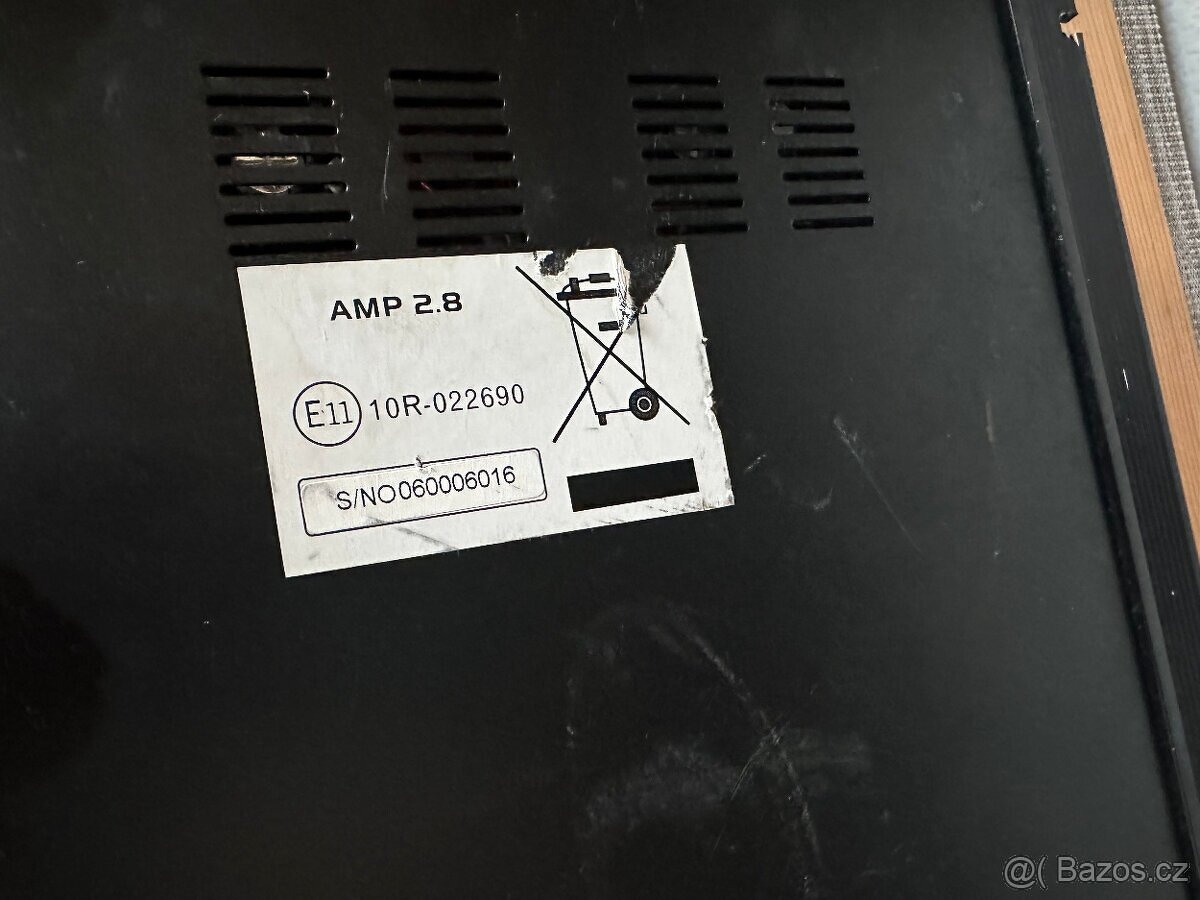 AMP 2.8
E11 10R-022690
S/NO060006016
@( Bazos.cz